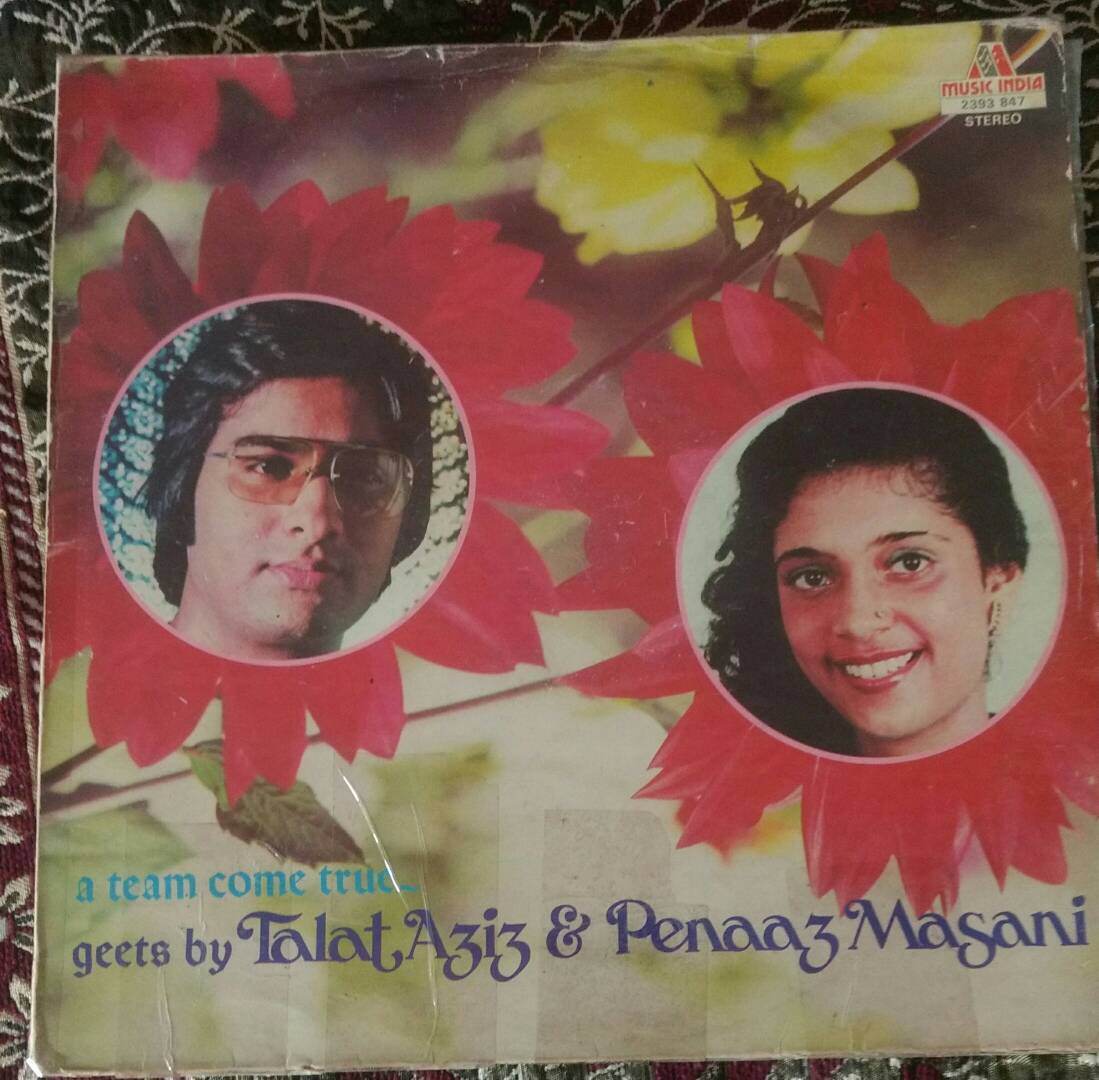 MUSIC INDIA
2393 847
STEREO
a team come true...
geets by Talat Aziz & Penaaz Masani